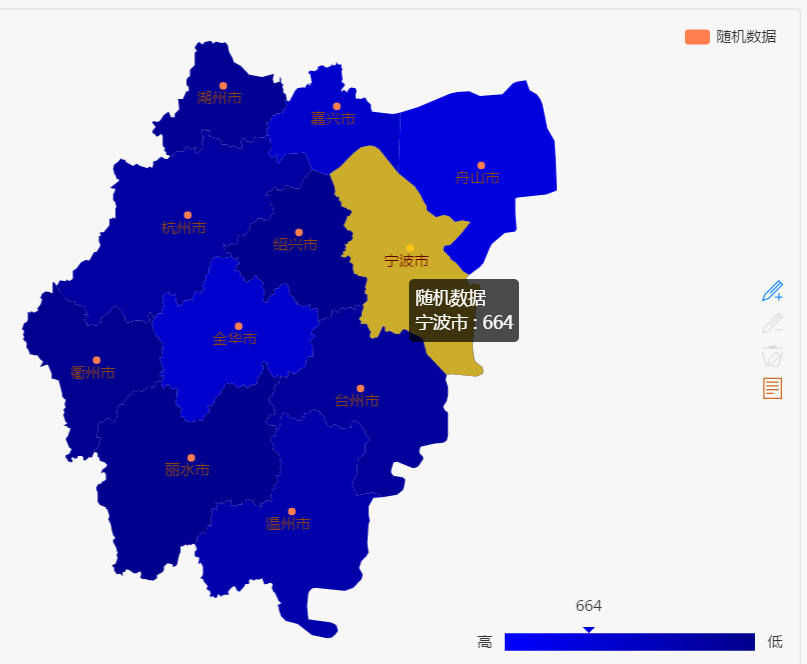 随机数据
湖州市
嘉兴市
舟山市
杭州市
绍兴市
宁波市
随机数据
宁波市 : 664
金华市
衢州市
台州市
丽水市
温州市
664
高
低